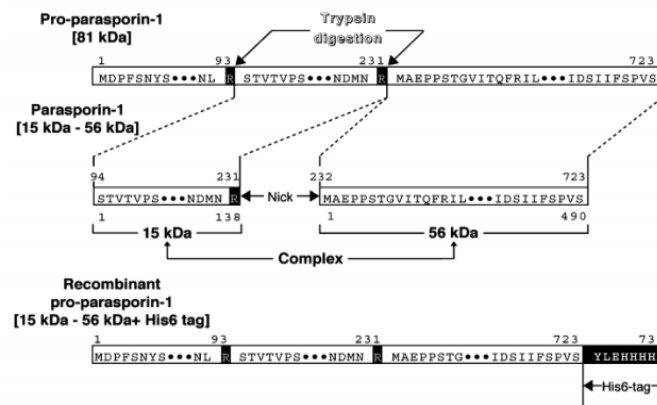 Pro-parasporin-1
[81 kDa]
Trypsin
digestion
1 93 231 723
MDPFSNYS•••NL R STVTVPS•••NDMN R MAEPPSTGVITQFRIL•••IDSIIFSPVS
Parasporin-1
[15 kDa - 56 kDa]
94 231 232 723
STVTVPS•••NDMN R Nick MAEPPSTGVITQFRIL•••IDSIIFSPVS
1 138 1 490
15 kDa 56 kDa
Complex
Recombinant
pro-parasporin-1
[15 kDa - 56 kDa+ His6 tag]
1 93 231 723 73
MDPFSNYS•••NL R STVTVPS•••NDMN R MAEPPSTG•••IDSIIFSPVS YLEHHHH
His6-tag